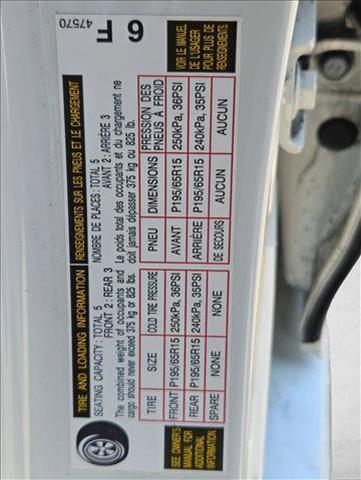 TIRE AND LOADING INFORMATION
SEATING CAPACITY: TOTAL 5
FRONT 2: REAR 3
The combined weight of occupants and
cargo should never exceed 375 kg or 825 lbs.
TIRE SIZE COLD TIRE PRESSURE
FRONT P195/65R15 250kPa, 36PSI
REAR P195/65R15 240kPa, 35PSI
SPARE NONE NONE
SEE OWNER'S
MANUAL FOR
ADDITIONAL
INFORMATION
RENSEIGNEMENTS SUR LES PNEUS ET LE CHARGEMENT
NOMBRE DE PLACES: TOTAL 5
AVANT 2: ARRIÈRE 3
Le poids total des occupants et du chargement ne
doit jamais dépasser 375 kg ou 825 lb.
PNEU DIMENSIONS PRESSION DES
PNEUS À FROID
AVANT P195/65R15 250kPa, 36PSI
ARRIÈRE P195/65R15 240kPa, 35PSI
DE SECOURS AUCUN AUCUN
VOIR LE MANUEL
DE L'USAGER
POUR PLUS DE
RENSEIGNEMENTS
47570
6 F